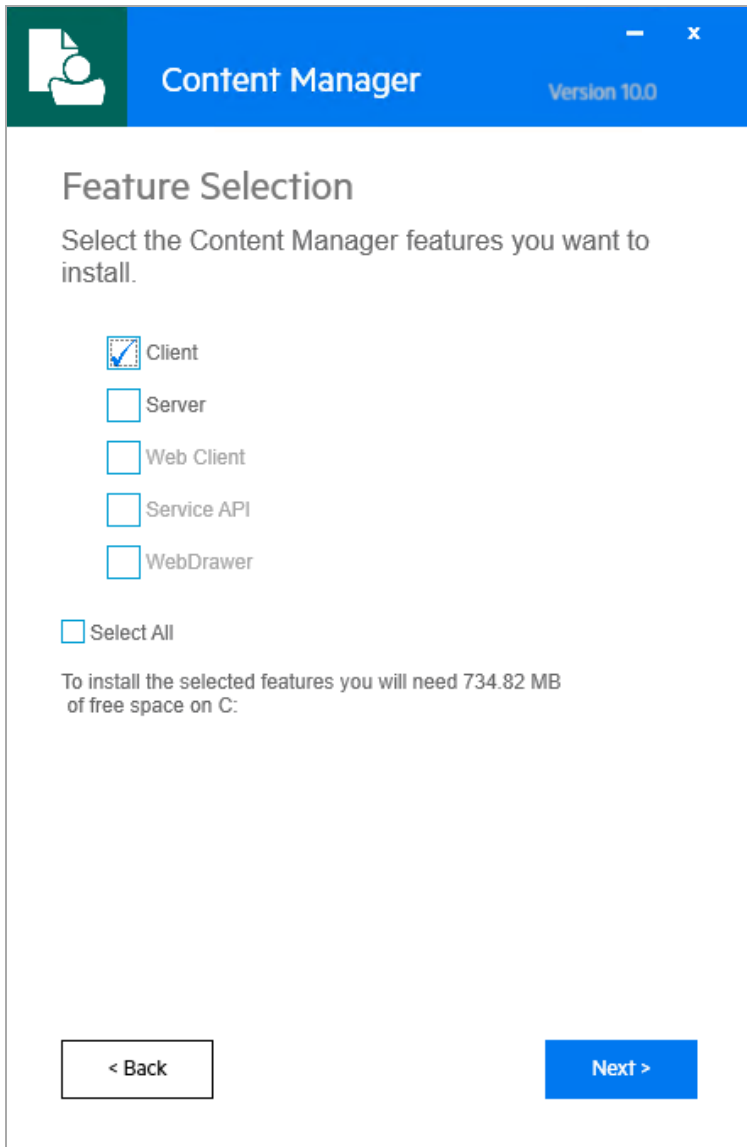 Content Manager
Version 10.0
Feature Selection
Select the Content Manager features you want to
install.
Client
Server
Web Client
Service API
WebDrawer
Select All
To install the selected features you will need 734.82 MB
of free space on C:
< Back
Next >